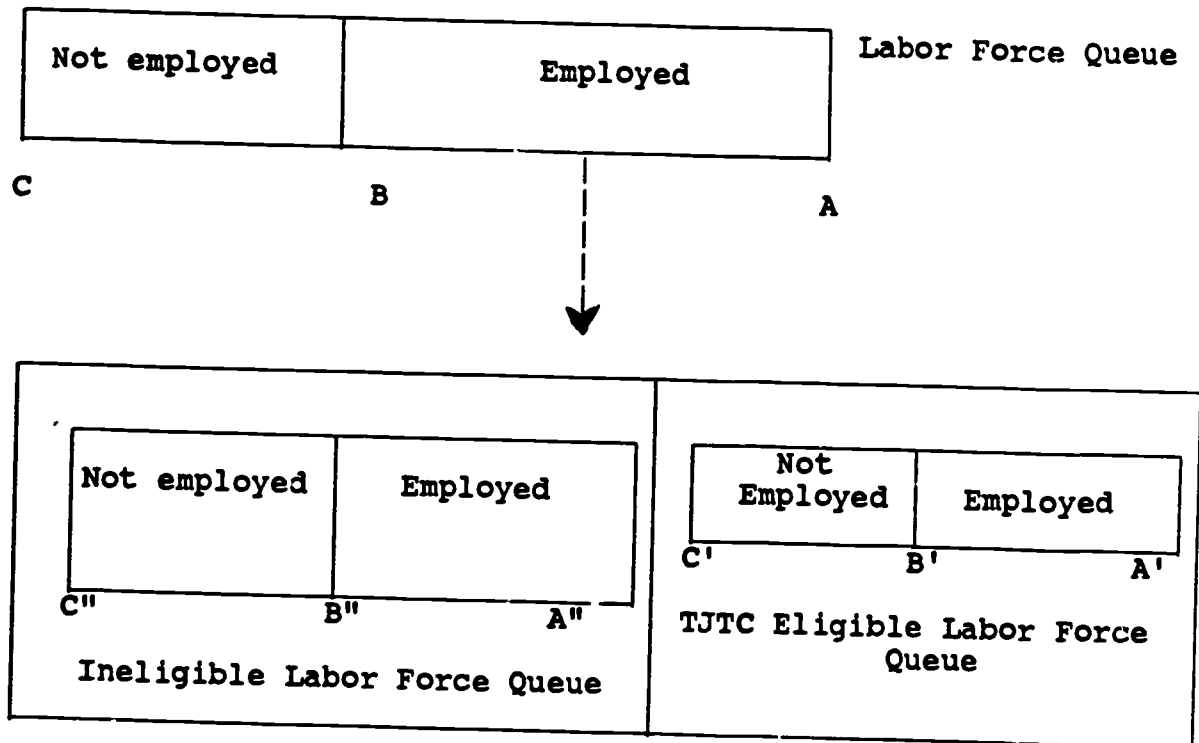 Not employed
Employed
Labor Force Queue
C
B
A
Not employed
Employed
C"
B"
A"
Ineligible Labor Force Queue
Not
Employed
Employed
C'
B'
A'
TJTC Eligible Labor Force
Queue